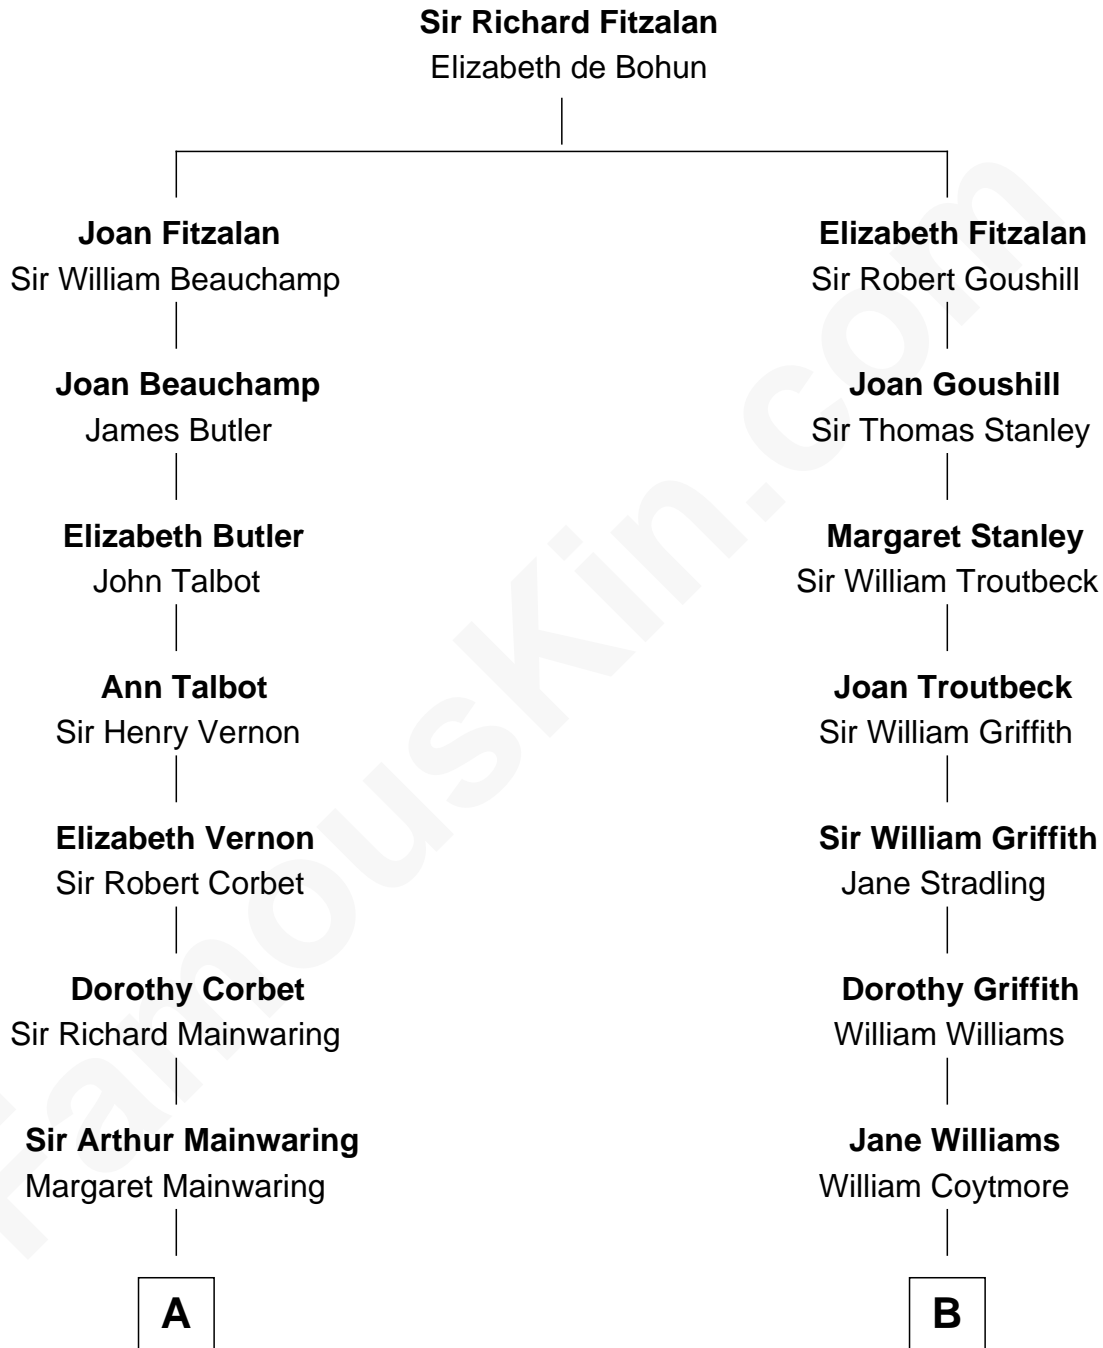 Sir Richard Fitzalan
Elizabeth de Bohun
Joan Fitzalan
Sir William Beauchamp
Elizabeth Fitzalan
Sir Robert Goushill
Joan Beauchamp
James Butler
Joan Goushill
Sir Thomas Stanley
Elizabeth Butler
John Talbot
Margaret Stanley
Sir William Troutbeck
Ann Talbot
Sir Henry Vernon
Joan Troutbeck
Sir William Griffith
Elizabeth Vernon
Sir Robert Corbet
Sir William Griffith
Jane Stradling
Dorothy Corbet
Sir Richard Mainwaring
Dorothy Griffith
William Williams
Sir Arthur Mainwaring
Margaret Mainwaring
Jane Williams
William Coytmore
A
B
FamousKin.com